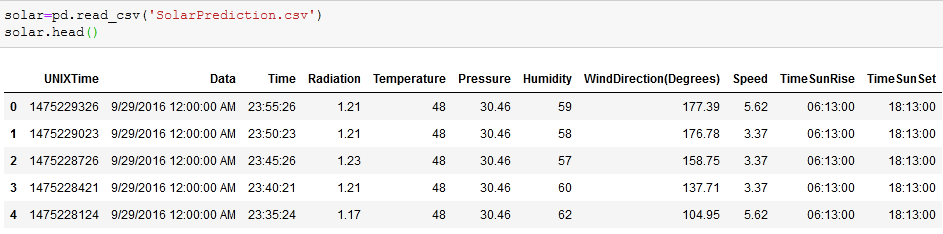 solar=pd.read_csv('SolarPrediction.csv')
solar.head()
UNIXTime Data Time Radiation Temperature Pressure Humidity WindDirection(Degrees) Speed TimeSunRise TimeSunSet
0 1475229326 9/29/2016 12:00:00 AM 23:55:26 1.21 48 30.46 59 177.39 5.62 06:13:00 18:13:00
1 1475229023 9/29/2016 12:00:00 AM 23:50:23 1.21 48 30.46 58 176.78 3.37 06:13:00 18:13:00
2 1475228726 9/29/2016 12:00:00 AM 23:45:26 1.23 48 30.46 57 158.75 3.37 06:13:00 18:13:00
3 1475228421 9/29/2016 12:00:00 AM 23:40:21 1.21 48 30.46 60 137.71 3.37 06:13:00 18:13:00
4 1475228124 9/29/2016 12:00:00 AM 23:35:24 1.17 48 30.46 62 104.95 5.62 06:13:00 18:13:00